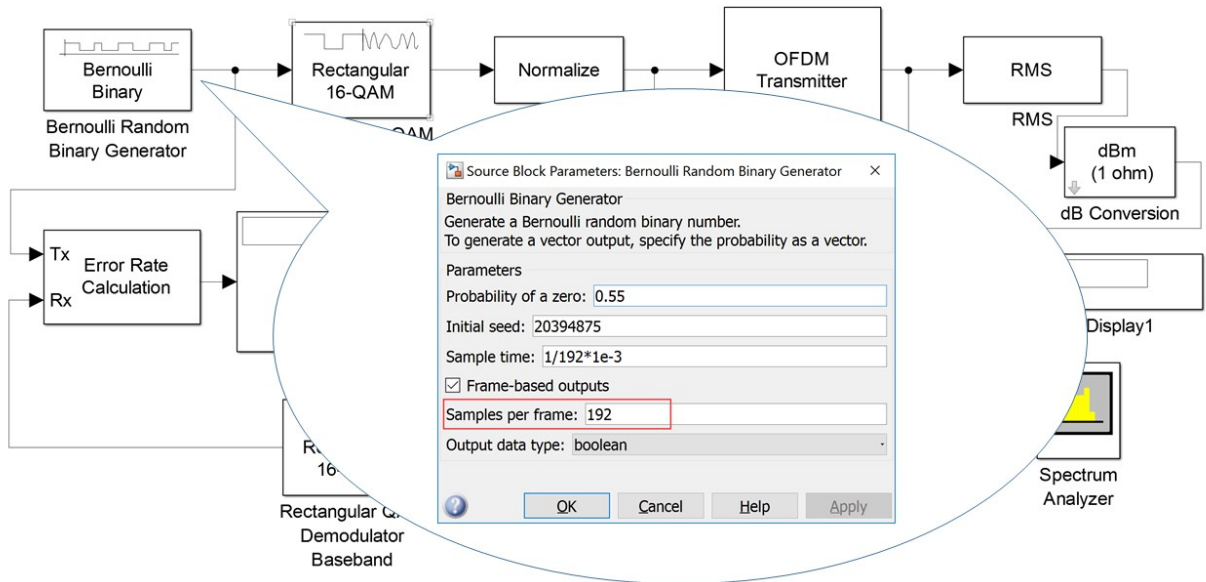 Bernoulli
Binary
Bernoulli Random
Binary Generator
Rectangular
16-QAM
QAM
Normalize
OFDM
Transmitter
RMS
RMS
dBm
(1 ohm)
dB Conversion
Source Block Parameters: Bernoulli Random Binary Generator
Bernoulli Binary Generator
Generate a Bernoulli random binary number.
To generate a vector output, specify the probability as a vector.
Parameters
Probability of a zero: 0.55
Initial seed: 20394875
Sample time: 1/192*1e-3
Frame-based outputs
Samples per frame: 192
Output data type: boolean
OK Cancel Help Apply
Tx
Rx
Error Rate
Calculation
Display1
16-
Rectangular
Demodulator
Baseband
Spectrum
Analyzer